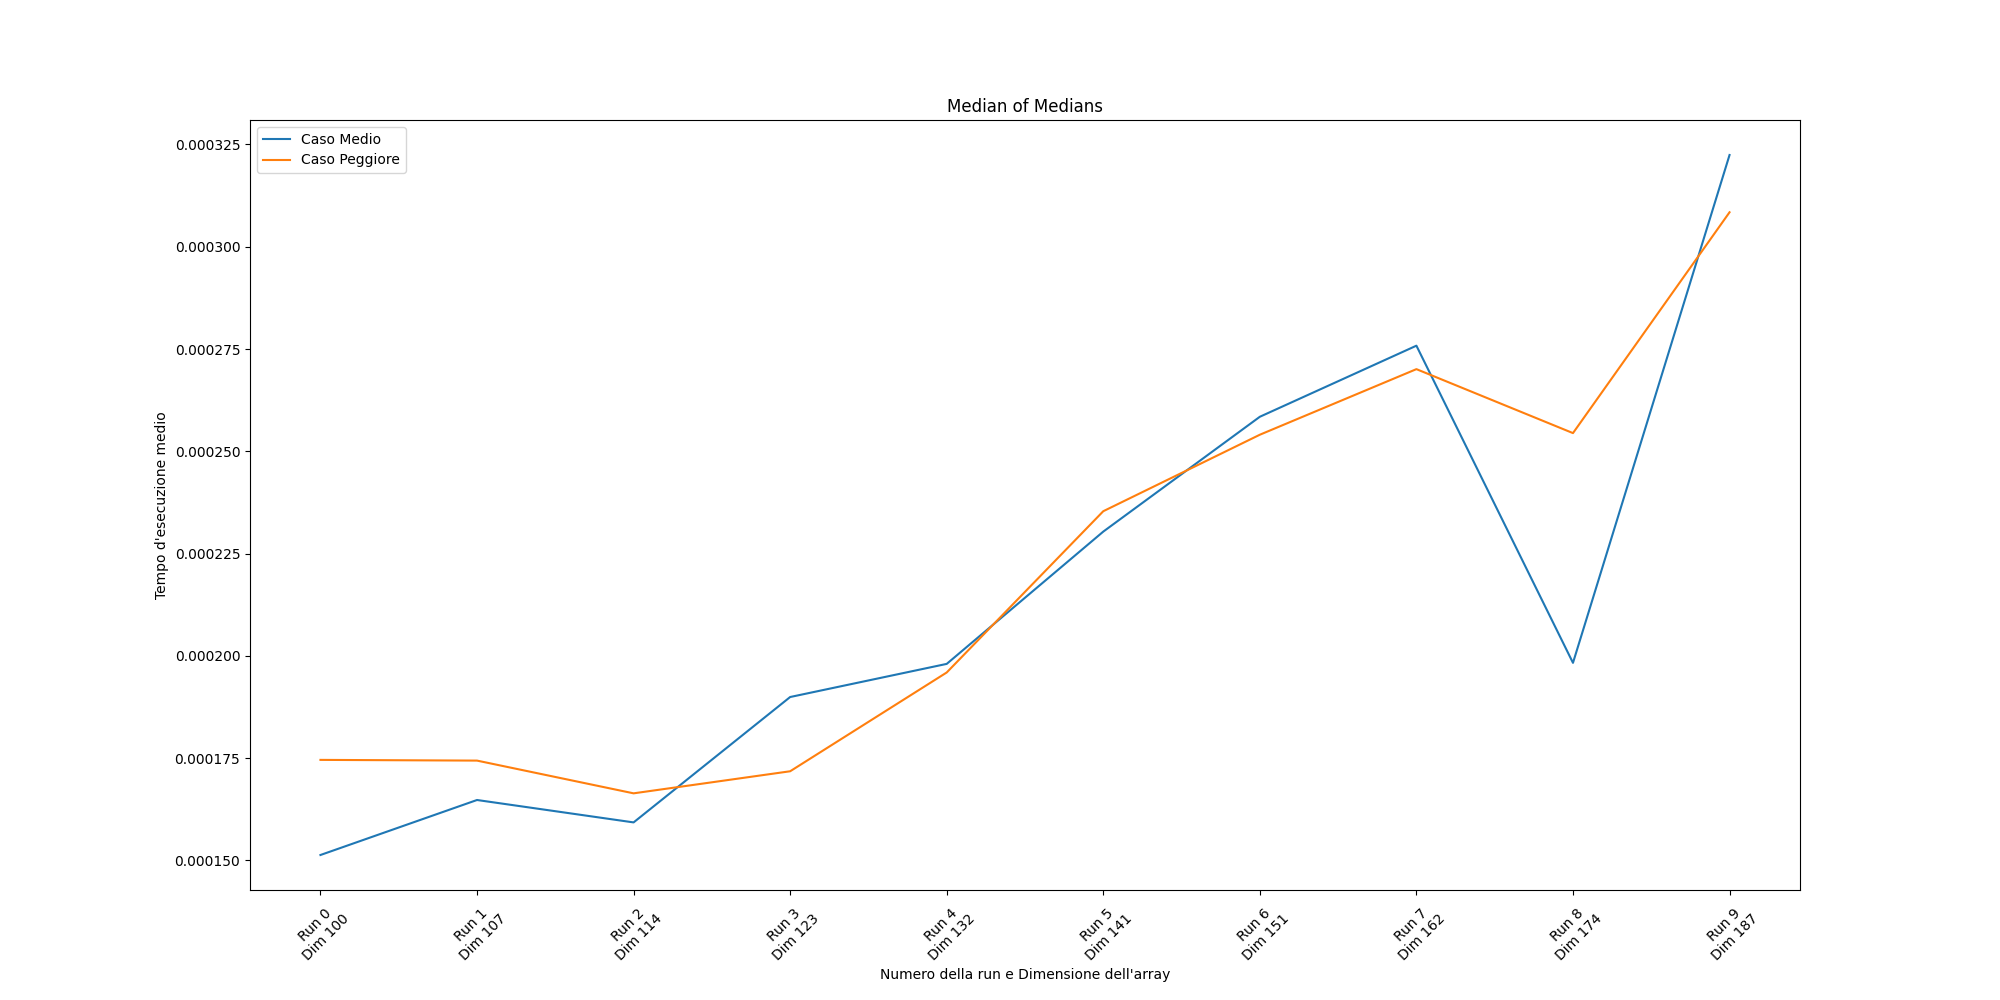 Median of Medians
Caso Medio
Caso Peggiore
0.000325
0.000300
0.000275
0.000250
0.000225
0.000200
0.000175
0.000150
Tempo d'esecuzione medio
Run 0
Dim 100
Run 1
Dim 107
Run 2
Dim 114
Run 3
Dim 123
Run 4
Dim 132
Run 5
Dim 141
Run 6
Dim 151
Run 7
Dim 162
Run 8
Dim 174
Run 9
Dim 187
Numero della run e Dimensione dell'array